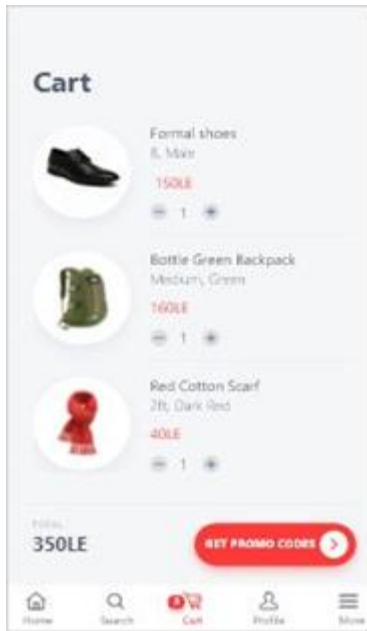 Cart
Formal shoes
8, Male
150LE
1
Bottle Green Backpack
Medium, Green
160LE
1
Red Cotton Scarf
2ft, Dark Red
40LE
1
TOTAL
350LE
GET PROMO CODES
Home
Search
Cart
Profile
More